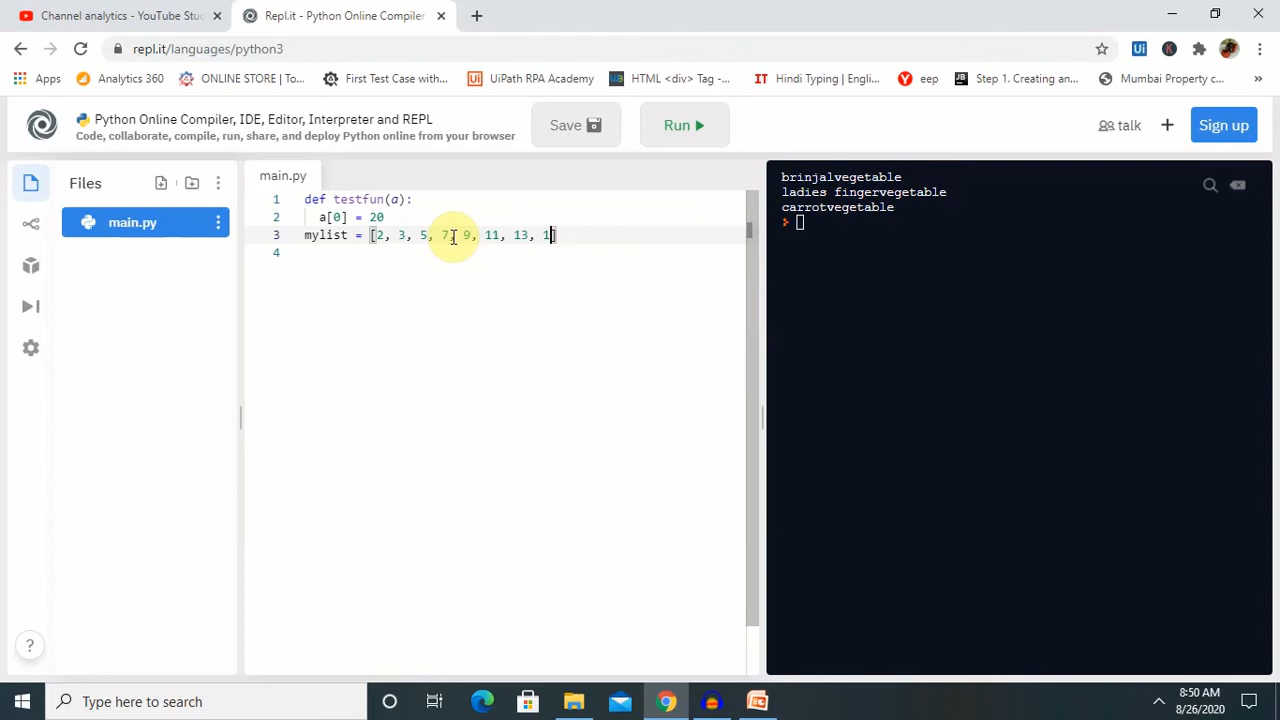 Channel analytics - YouTube Stu
Repl.it - Python Online Compiler
repl.it/languages/python3
Apps
Analytics 360
ONLINE STORE | To...
First Test Case with...
UiPath RPA Academy
HTML <div> Tag -...
Hindi Typing | Engli...
eep
Step 1. Creating an...
Mumbai Property c...
Python Online Compiler, IDE, Editor, Interpreter and REPL
Code, collaborate, compile, run, share, and deploy Python online from your browser
Save
Run
talk
Sign up
Files
main.py
main.py
1 def testfun(a):
2 a[0] = 20
3 mylist = [2, 3, 5, 7, 9, 11, 13, 1]
4
brinjalvegetable
ladies fingervegetable
carrotvegetable
Type here to search
8:50 AM
8/26/2020